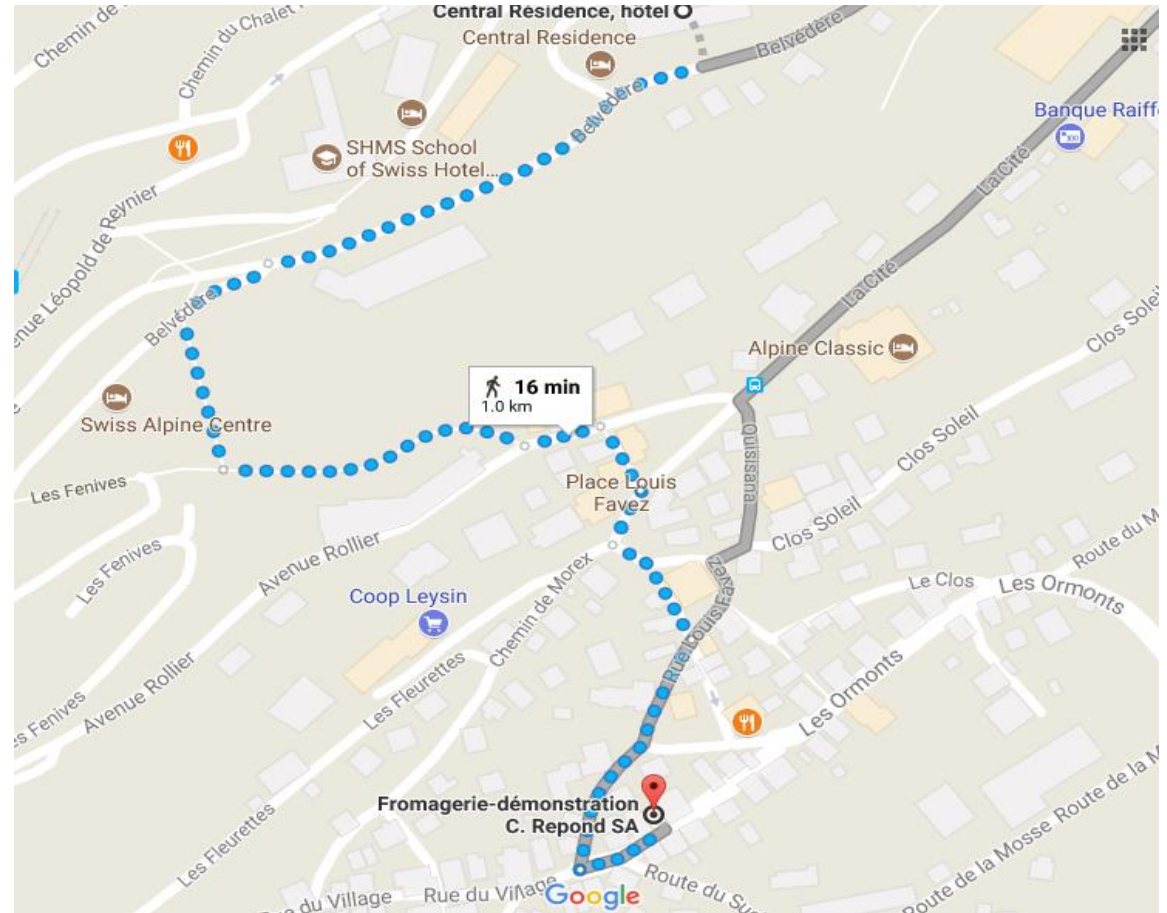 Central Résidence, hôtel
Central Residence
Belvédère
Chemin de
Chemin du Chalet
Banque Raiff
SHMS School
of Swiss Hotel...
Belvédère
La Cité
enue Léopold de Reynier
La Cité
Clos Soleil
Belvédère
Alpine Classic
16 min
1.0 km
Swiss Alpine Centre
Clos Soleil
Quisisana
Les Fenives
Place Louis
Favez
Clos Soleil
Route du M
Avenue Rollier
Les Fenives
Chemin de Morex
Le Clos
Les Ormonts
Coop Leysin
Rue Louis Favez
Avenue Rollier
Les Fleurettes
Les Ormonts
es Fenives
Fromagerie-démonstration
C. Repond SA
Route de la Mosse
Route de la M
Les Fleurettes
Rue du Village
Rue du Village
Google
Route du Suc